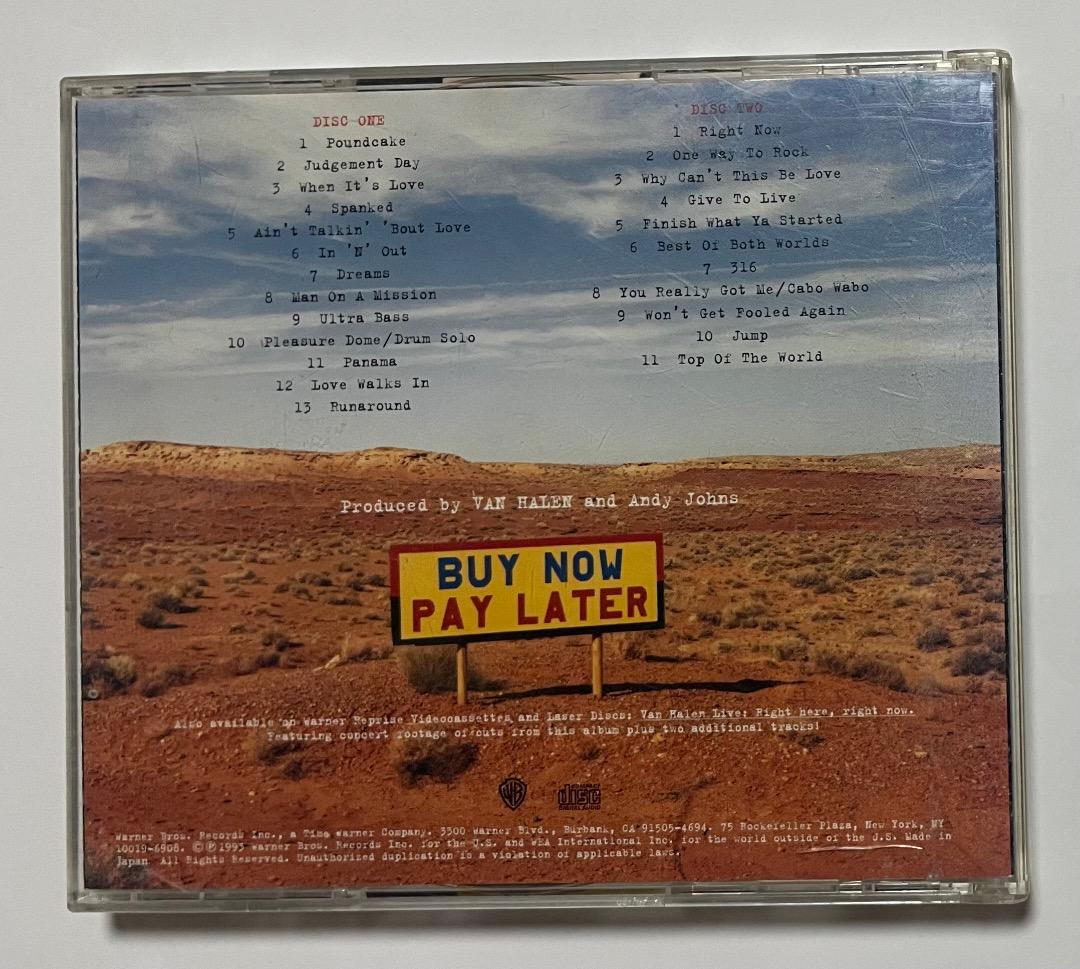 DISC ONE
1 Poundcake
2 Judgement Day
3 When It's Love
4 Spanked
5 Ain't Talkin' 'Bout Love
6 In 'N' Out
7 Dreams
8 Man On A Mission
9 Ultra Bass
10 Pleasure Dome/Drum Solo
11 Panama
12 Love Walks In
13 Runaround
DISC TWO
1 Right Now
2 One Way To Rock
3 Why Can't This Be Love
4 Give To Live
5 Finish What Ya Started
6 Best Of Both Worlds
7 316
8 You Really Got Me/Cabo Wabo
9 Won't Get Fooled Again
10 Jump
11 Top Of The World
Produced by VAN HALEN and Andy Johns
BUY NOW
PAY LATER
Also available on Warner Reprise Videocassettes and Laser Discs: Van Halen Live: Right here, right now.
Featuring concert footage of cuts from this album plus two additional tracks!
WB
COMPACT
disc
DIGITAL AUDIO
Warner Bros. Records Inc., a Time Warner Company. 3300 Warner Blvd., Burbank, CA 91505-4694. 75 Rockefeller Plaza, New York, NY
10019-6908. ©℗1993 Warner Bros. Records Inc. for the U.S. and WEA International Inc. for the world outside of the U.S. Made in
Japan. All Rights Reserved. Unauthorized duplication is a violation of applicable laws.